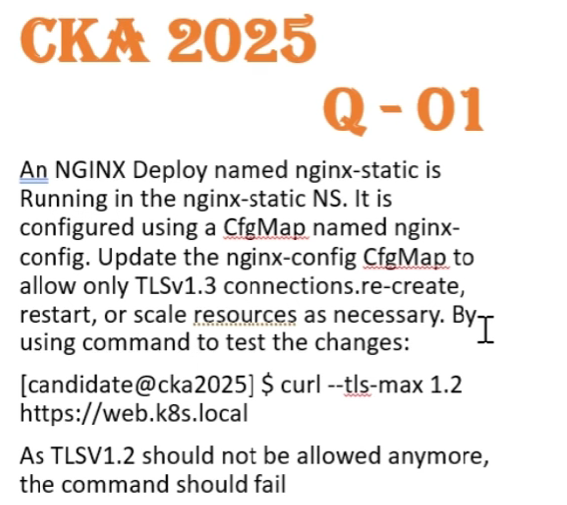 CKA 2025
Q - 01
An NGINX Deploy named nginx-static is
Running in the nginx-static NS. It is
configured using a CfgMap named nginx-
config. Update the nginx-config CfgMap to
allow only TLSv1.3 connections.re-create,
restart, or scale resources as necessary. By
using command to test the changes:
[candidate@cka2025] $ curl --tls-max 1.2
https://web.k8s.local
As TLSV1.2 should not be allowed anymore,
the command should fail